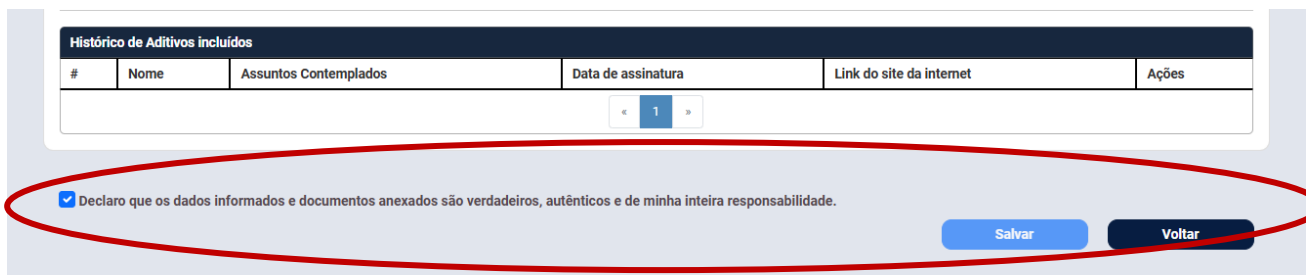 Histórico de Aditivos incluídos
# Nome Assuntos Contemplados Data de assinatura Link do site da internet Ações
« 1 »
Declaro que os dados informados e documentos anexados são verdadeiros, autênticos e de minha inteira responsabilidade.
Salvar Voltar